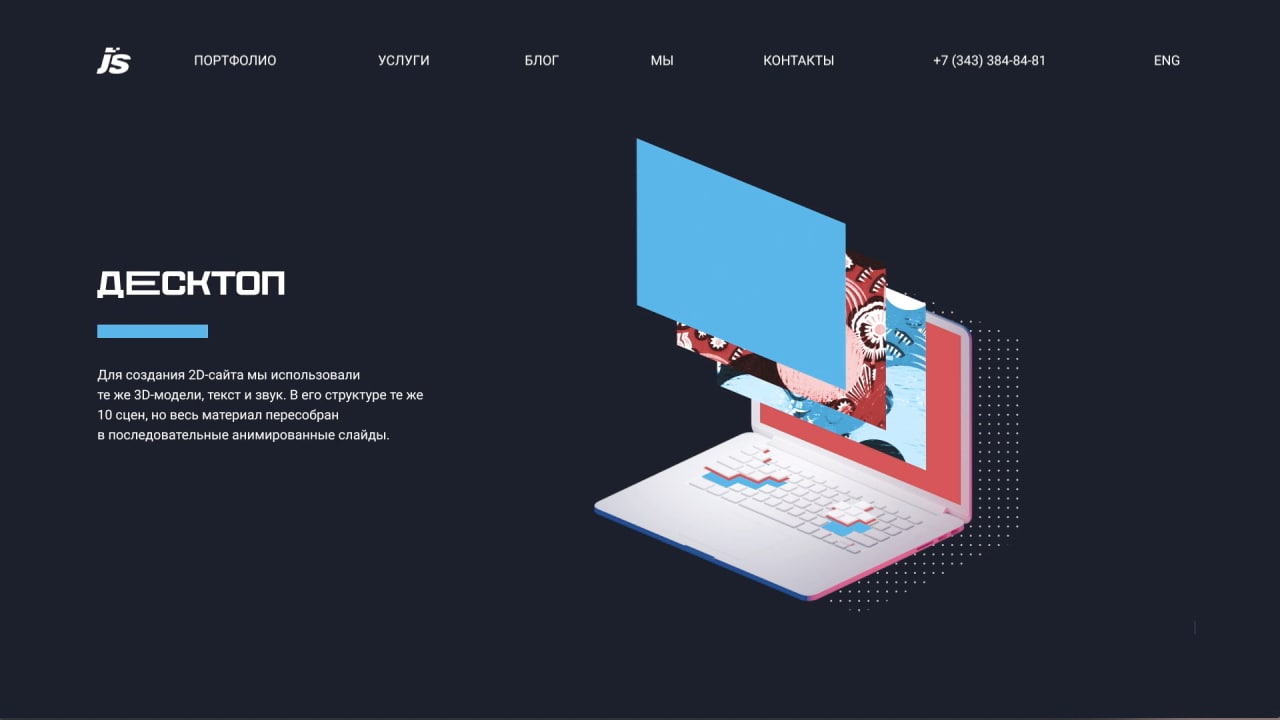 js ПОРТФОЛИО УСЛУГИ БЛОГ МЫ КОНТАКТЫ +7 (343) 384-84-81 ENG
ДЕСКТОП
Для создания 2D-сайта мы использовали
те же 3D-модели, текст и звук. В его структуре те же
10 сцен, но весь материал пересобран
в последовательные анимированные слайды.